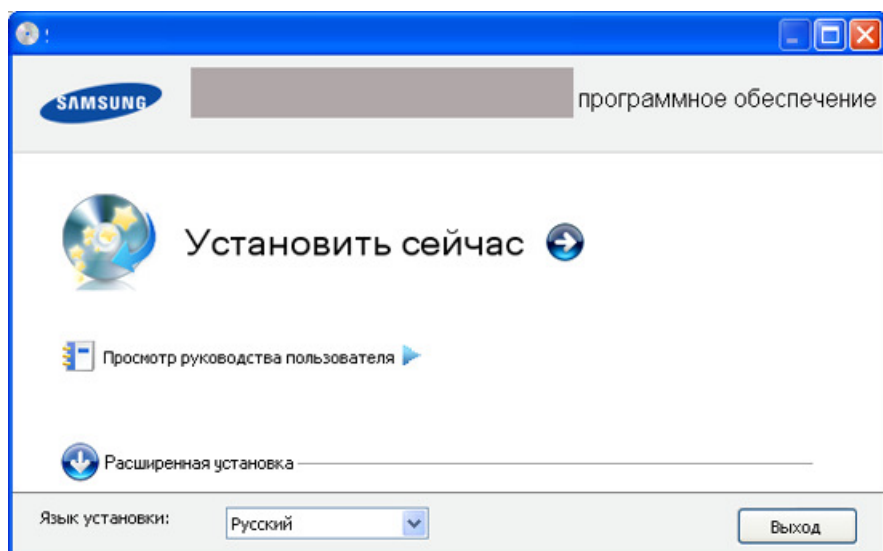 SAMSUNG
программное обеспечение
Установить сейчас
Просмотр руководства пользователя
Расширенная установка
Язык установки:
Русский
Выход